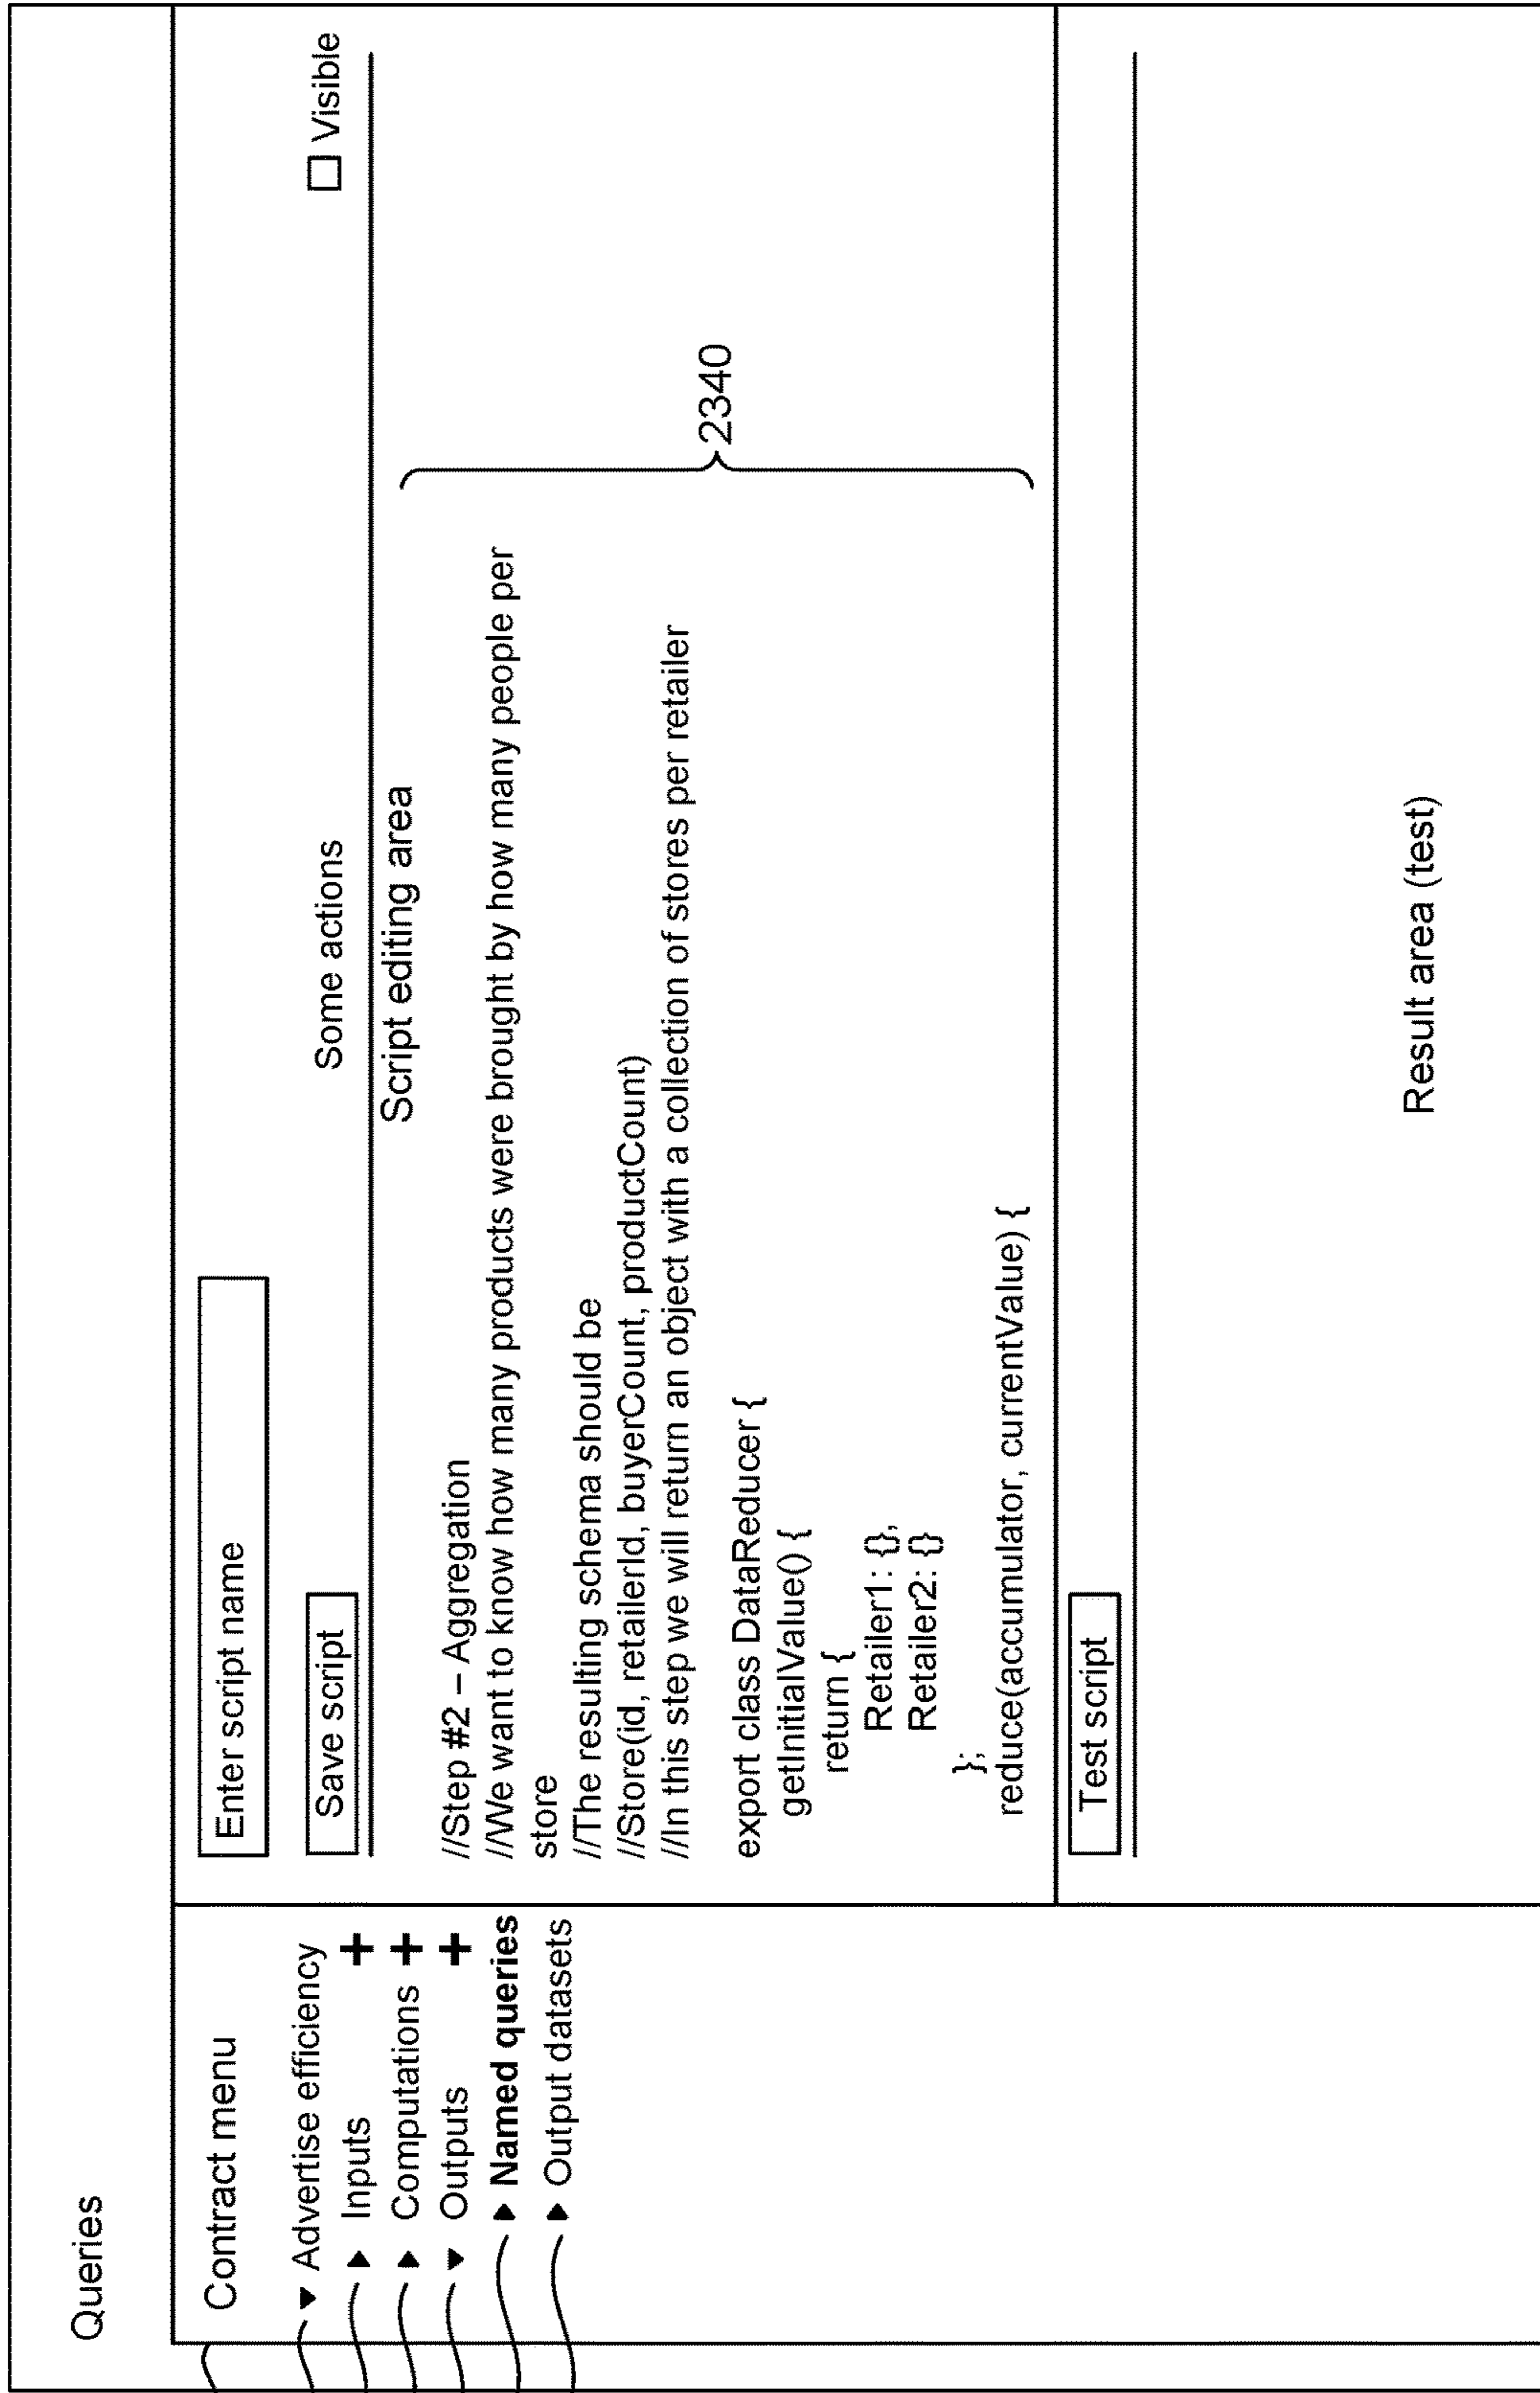 Queries
Contract menu
Advertise efficiency
Inputs +
Computations +
Outputs +
Named queries
Output datasets
Enter script name
Save script
Some actions
Visible
Script editing area
//Step #2 – Aggregation
//We want to know how many products were brought by how many people per
store
//The resulting schema should be
//Store(id, retailerId, buyerCount, productCount)
//In this step we will return an object with a collection of stores per retailer
export class DataReducer {
getInitialValue() {
return {
Retailer1: {},
Retailer2: {}
};
reduce(accumulator, currentValue) {
2340
Test script
Result area (test)